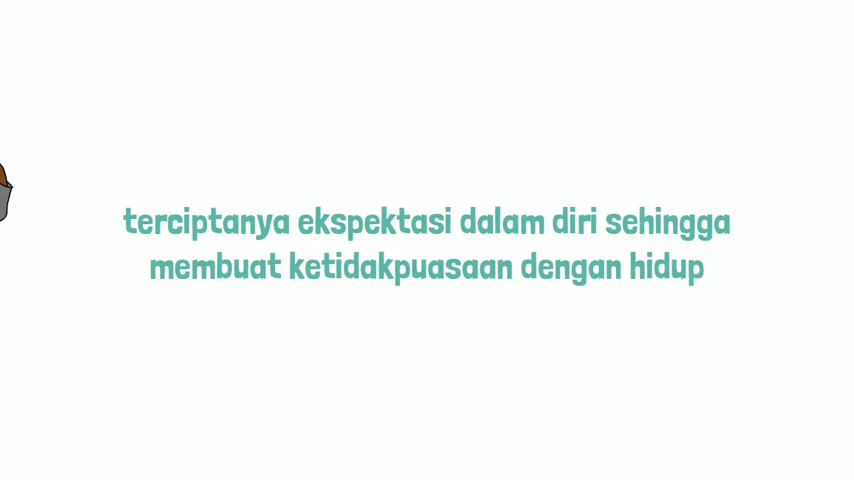 terciptanya ekspektasi dalam diri sehingga
membuat ketidakpuasaan dengan hidup